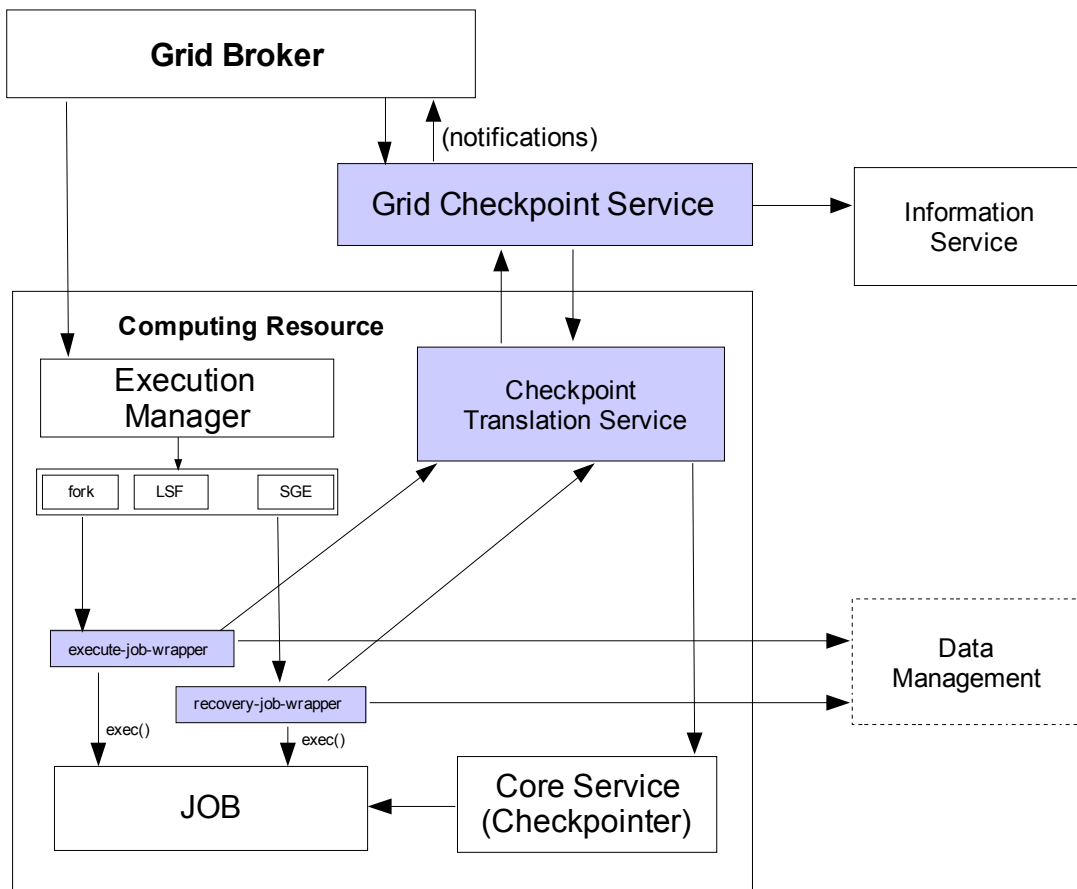 Grid Broker
(notifications)
Grid Checkpoint Service
Information
Service
Computing Resource
Execution
Manager
Checkpoint
Translation Service
fork
LSF
SGE
execute-job-wrapper
Data
Management
recovery-job-wrapper
exec()
exec()
JOB
Core Service
(Checkpointer)